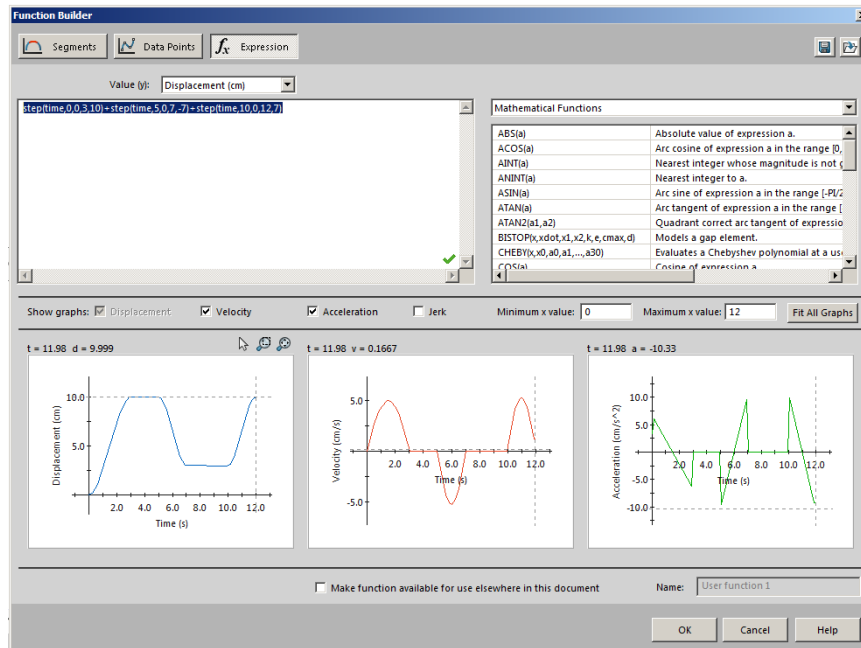 Function Builder
Segments
Data Points
fx Expression
Value (y): Displacement (cm)
step(time,0,0,3,10)+step(time,5,0,7,-7)+step(time,10,0,12,7)
Mathematical Functions
ABS(a) Absolute value of expression a.
ACOS(a) Arc cosine of expression a in the range [0,
AINT(a) Nearest integer whose magnitude is not
ANINT(a) Nearest integer to a.
ASIN(a) Arc sine of expression a in the range [-PI/2
ATAN(a) Arc tangent of expression a in the range [
ATAN2(a1,a2) Quadrant correct arc tangent of expressio
BISTOP(x,xdot,x1,x2,k,e,cmax,d) Models a gap element.
CHEBY(x,x0,a0,a1,...,a30) Evaluates a Chebyshev polynomial at a use
COS(a) Cosine of expression a
Show graphs: Displacement Velocity Acceleration Jerk Minimum x value: 0 Maximum x value: 12 Fit All Graphs
t = 11.98 d = 9.999
10.0
5.0
Displacement (cm)
2.0 4.0 6.0 8.0 10.0 12.0
Time (s)
t = 11.98 v = 0.1667
5.0
-5.0
Velocity (cm/s)
2.0 4.0 6.0 8.0 10.0 12.0
Time (s)
t = 11.98 a = -10.33
10.0
5.0
-5.0
-10.0
Acceleration (cm/s^2)
2.0 4.0 6.0 8.0 10.0 12.0
Time (s)
Make function available for use elsewhere in this document
Name: User function 1
OK Cancel Help